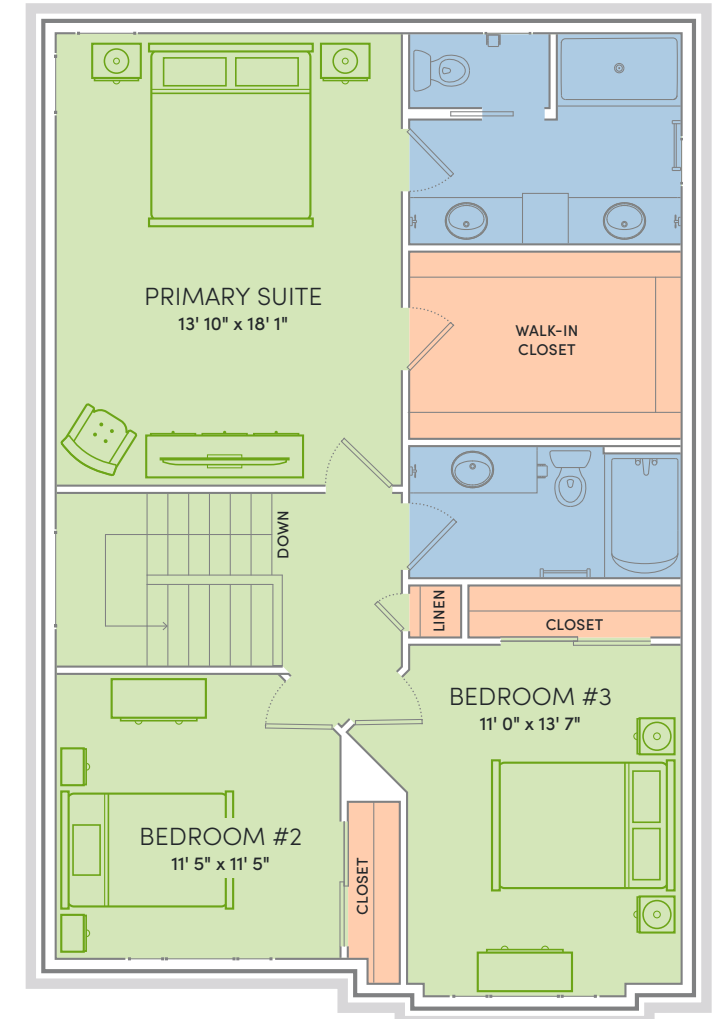 PRIMARY SUITE
13' 10" x 18' 1"
WALK-IN
CLOSET
DOWN
LINEN
CLOSET
BEDROOM #3
11' 0" x 13' 7"
BEDROOM #2
11' 5" x 11' 5"
CLOSET